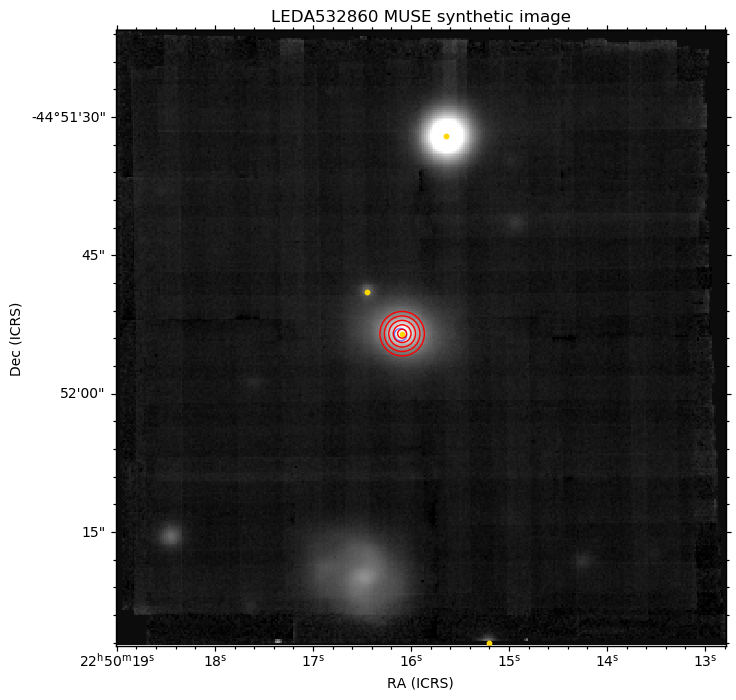 LEDA532860 MUSE synthetic image
-44°51'30"
45"
52'00"
15"
Dec (ICRS)
22ʰ50ᵐ19ˢ 18ˢ 17ˢ 16ˢ 15ˢ 14ˢ 13ˢ
RA (ICRS)